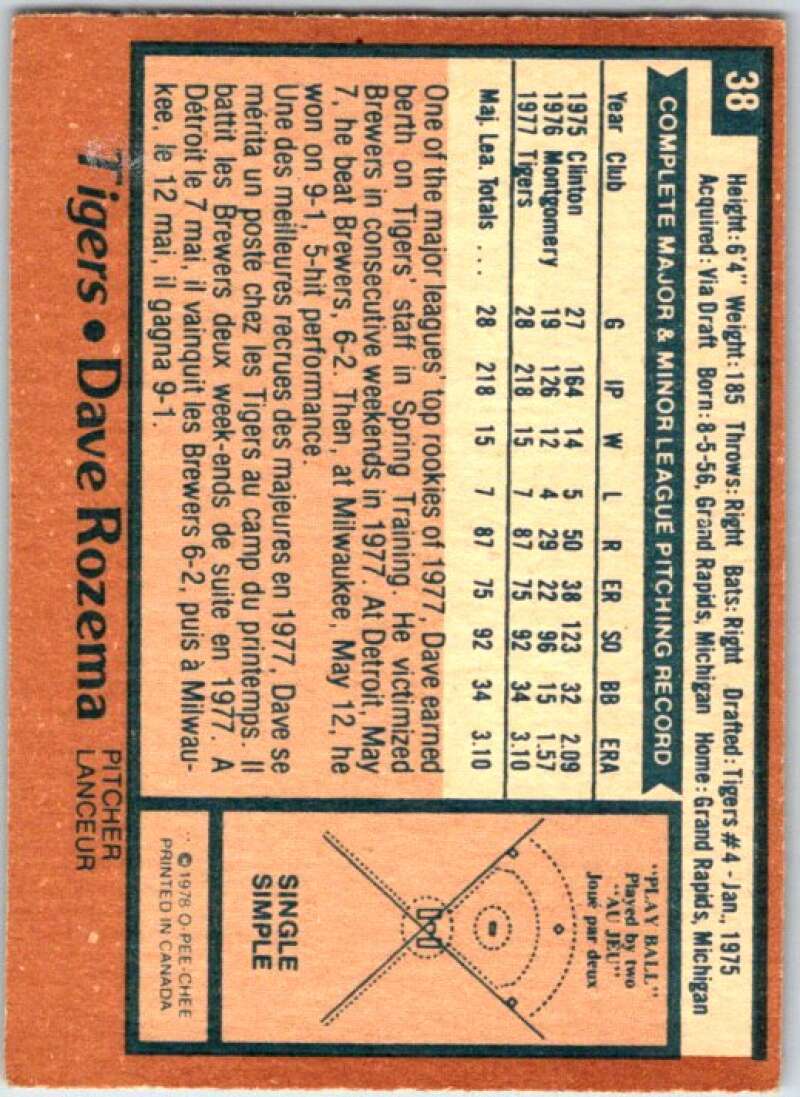 38
Height: 6'4" Weight: 185 Throws: Right Bats: Right Drafted: Tigers #4 - Jan., 1975
Acquired: Via Draft Born: 8-5-56, Grand Rapids, Michigan Home: Grand Rapids, Michigan
COMPLETE MAJOR & MINOR LEAGUE PITCHING RECORD
Year Club G IP W L R ER SO BB ERA
1975 Clinton 27 164 14 5 50 38 123 32 2.09
1976 Montgomery 19 126 12 4 29 22 96 15 1.57
1977 Tigers 28 218 15 7 87 75 92 34 3.10
Maj. Lea. Totals ... 28 218 15 7 87 75 92 34 3.10
One of the major leagues' top rookies of 1977, Dave earned
berth on Tigers' staff in Spring Training. He victimized
Brewers in consecutive weekends in 1977. At Detroit, May
7, he beat Brewers, 6-2. Then, at Milwaukee, May 12, he
won on 9-1, 5-hit performance.
Une des meilleures recrues des majeures en 1977, Dave se
mérita un poste chez les Tigers au camp du printemps. Il
battit les Brewers deux week-ends de suite en 1977. A
Détroit le 7 mai, il vainquit les Brewers 6-2, puis à Milwau-
kee, le 12 mai, il gagna 9-1.
"PLAY BALL"
Played by two
"AU JEU"
Joué par deux
SINGLE
SIMPLE
©1978 O-PEE-CHEE
PRINTED IN CANADA
Tigers • Dave Rozema
PITCHER
LANCEUR